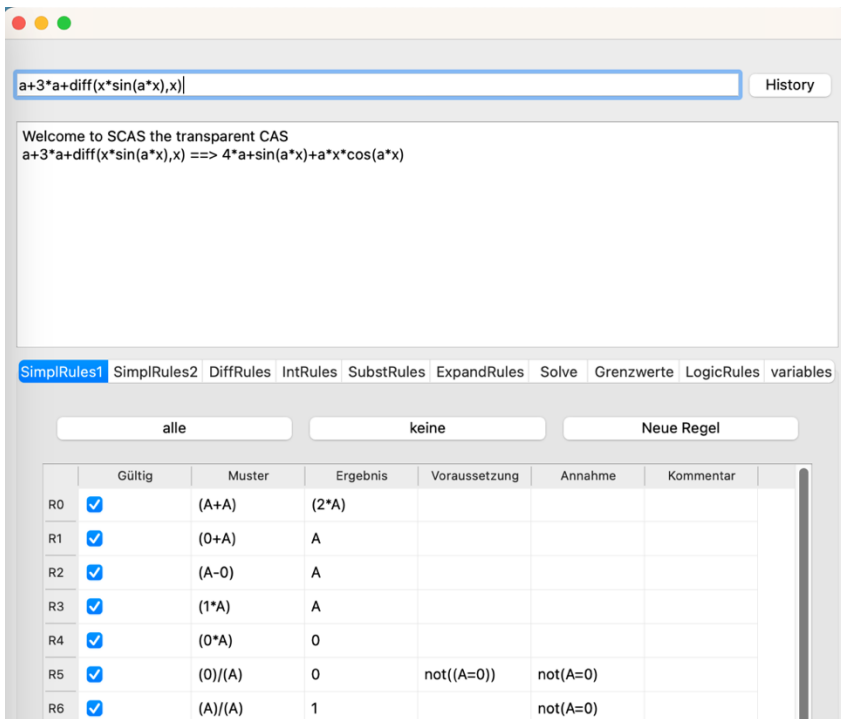 a+3*a+diff(x*sin(a*x),x)
History
Welcome to SCAS the transparent CAS
a+3*a+diff(x*sin(a*x),x) ==> 4*a+sin(a*x)+a*x*cos(a*x)
SimplRules1 SimplRules2 DiffRules IntRules SubstRules ExpandRules Solve Grenzwerte LogicRules variables
alle keine Neue Regel
Gültig Muster Ergebnis Voraussetzung Annahme Kommentar
R0 (A+A) (2*A)
R1 (0+A) A
R2 (A-0) A
R3 (1*A) A
R4 (0*A) 0
R5 (0)/(A) 0 not((A=0)) not(A=0)
R6 (A)/(A) 1 not(A=0)